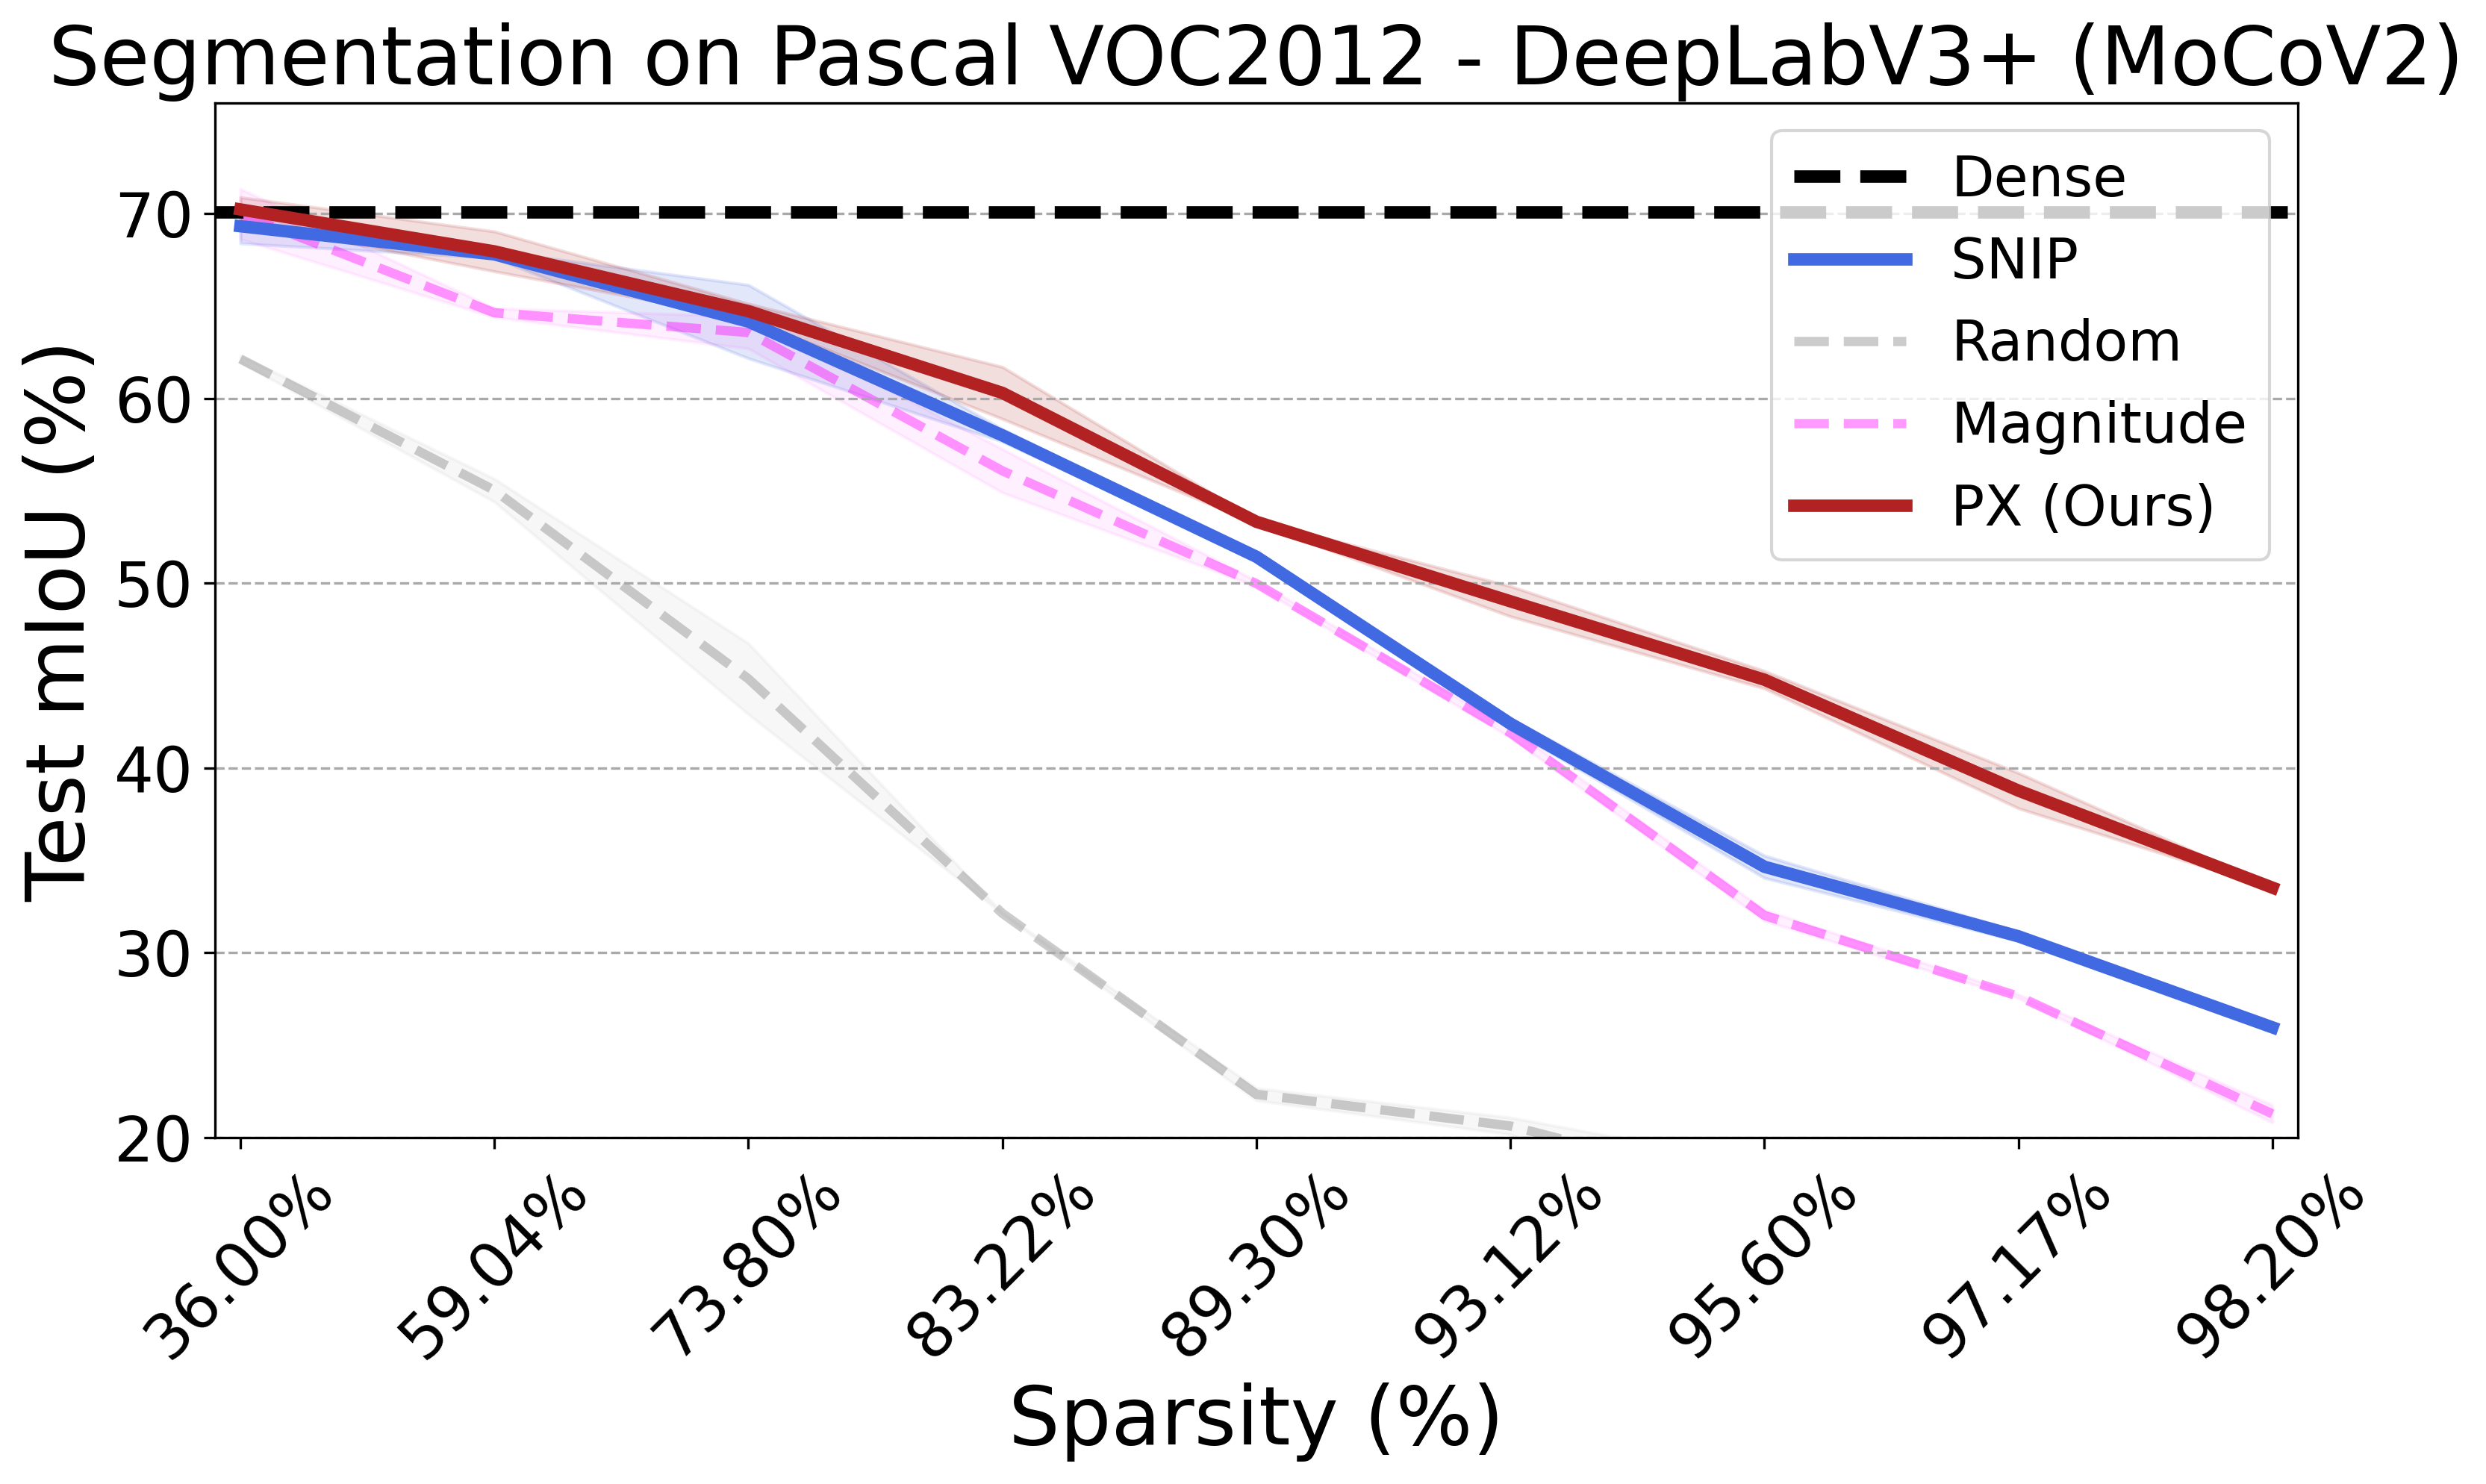 Segmentation on Pascal VOC2012 - DeepLabV3+ (MoCoV2)
Test mIoU (%)
70
60
50
40
30
20
Dense
SNIP
Random
Magnitude
PX (Ours)
36.00%
59.04%
73.80%
83.22%
89.30%
93.12%
95.60%
97.17%
98.20%
Sparsity (%)